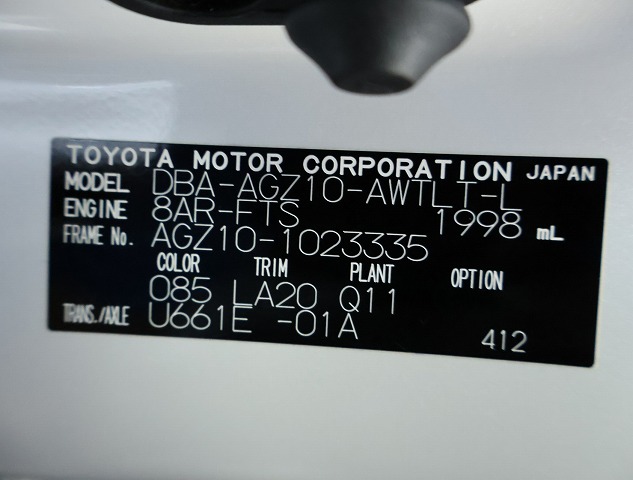 TOYOTA MOTOR CORPORATION JAPAN
MODEL DBA-AGZ10-AWTLT-L
ENGINE 8AR-FTS 1998 mL
FRAME No. AGZ10-1023335
COLOR TRIM PLANT OPTION
085 LA20 Q11
TRANS./AXLE U661E -01A
412